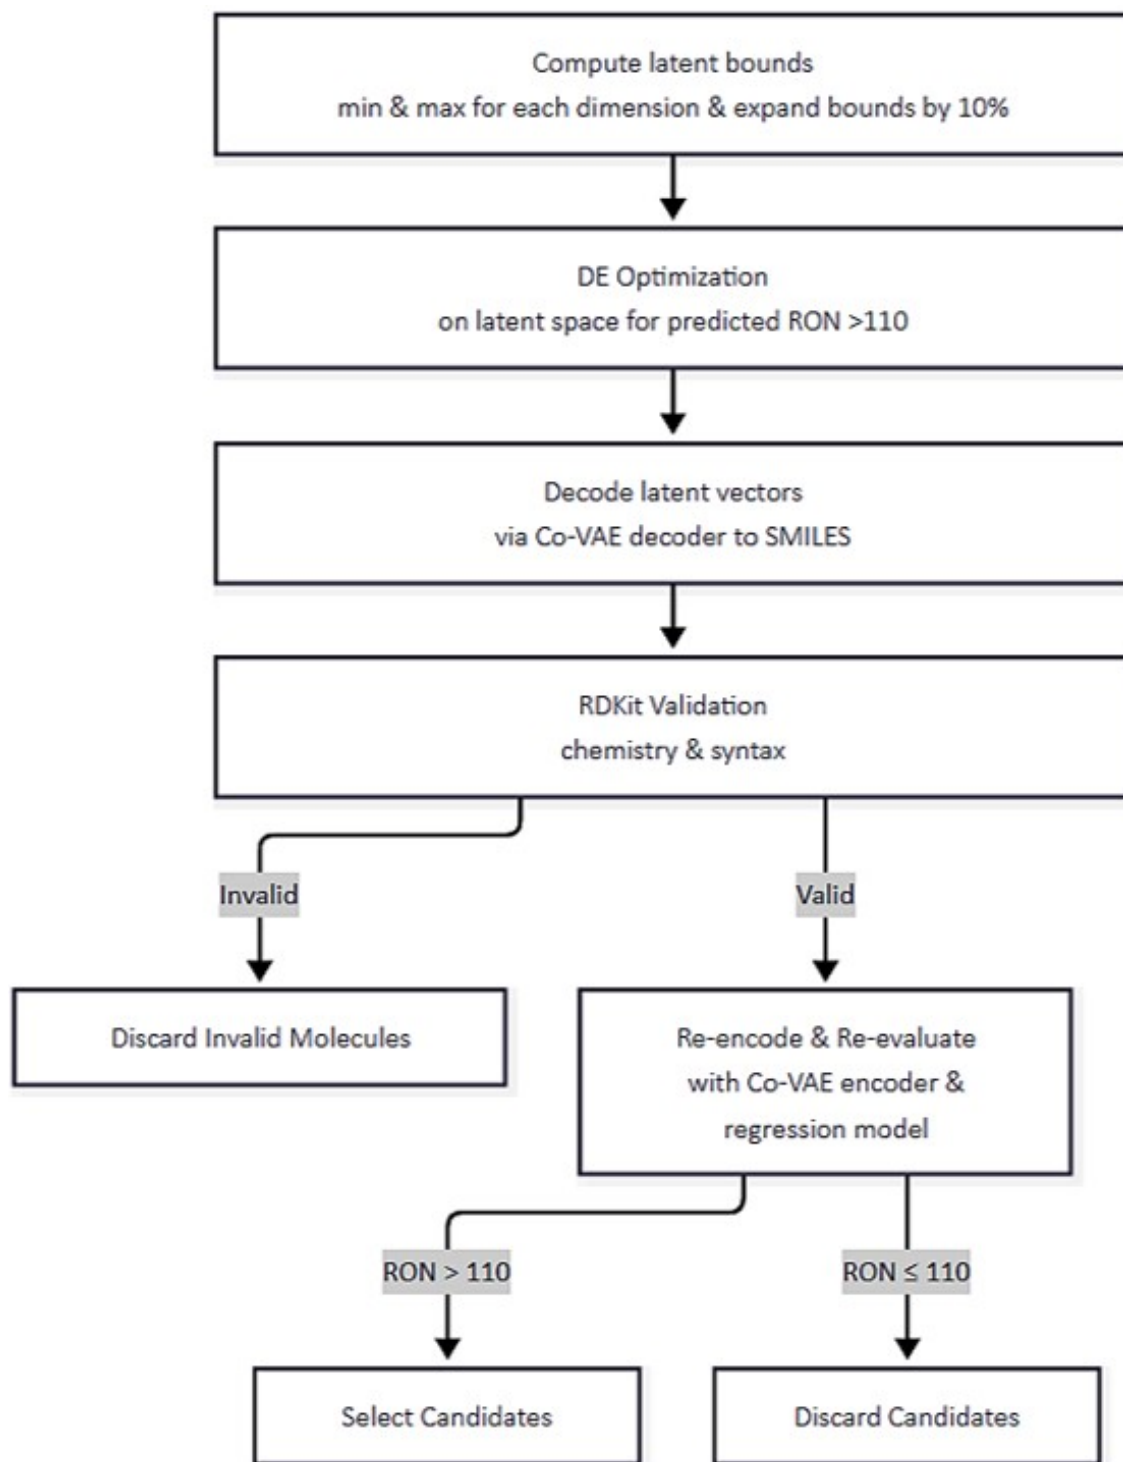 Compute latent bounds
min & max for each dimension & expand bounds by 10%
DE Optimization
on latent space for predicted RON >110
Decode latent vectors
via Co-VAE decoder to SMILES
RDKit Validation
chemistry & syntax
Invalid
Valid
Discard Invalid Molecules
Re-encode & Re-evaluate
with Co-VAE encoder &
regression model
RON > 110
RON ≤ 110
Select Candidates
Discard Candidates